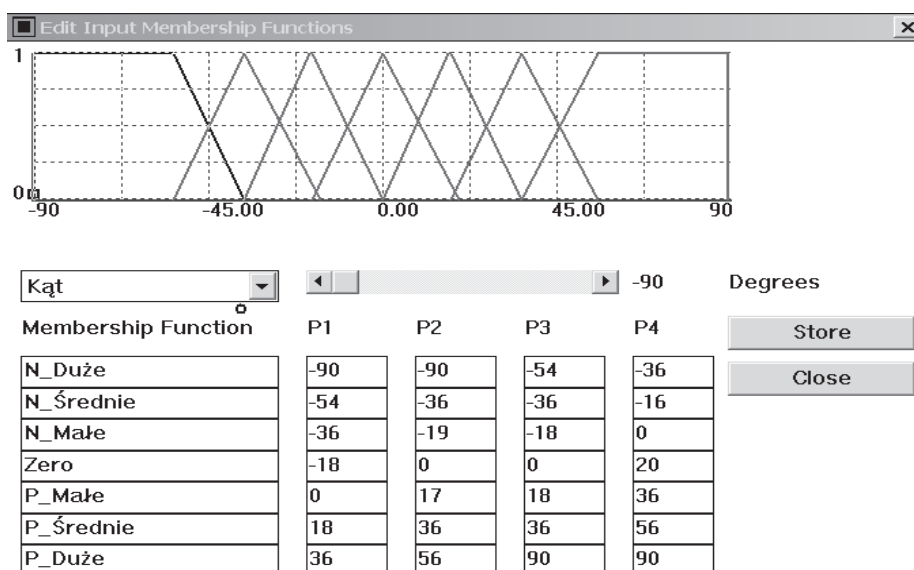 Edit Input Membership Functions
1
0
-90 -45.00 0.00 45.00 90
Kąt -90 Degrees
Membership Function P1 P2 P3 P4 Store
N_Duże -90 -90 -54 -36 Close
N_Średnie -54 -36 -36 -16
N_Małe -36 -19 -18 0
Zero -18 0 0 20
P_Małe 0 17 18 36
P_Średnie 18 36 36 56
P_Duże 36 56 90 90